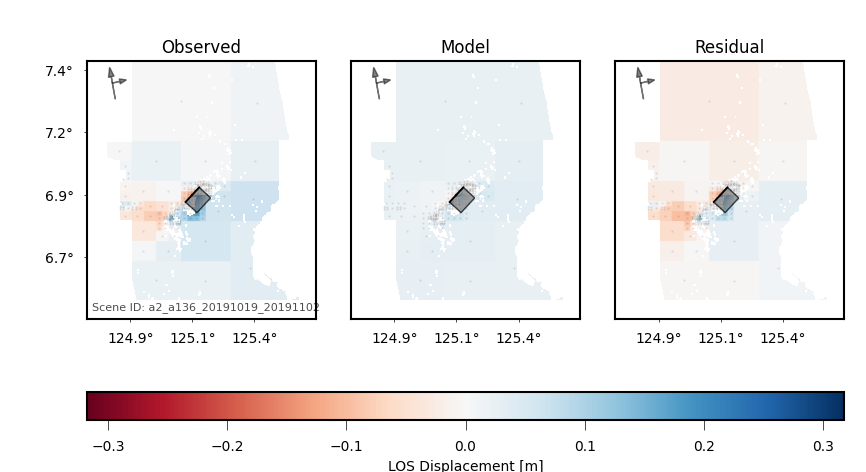 Observed
Model
Residual
7.4°
7.2°
6.9°
6.7°
Scene ID: a2_a136_20191019_20191102
124.9° 125.1° 125.4°
124.9° 125.1° 125.4°
124.9° 125.1° 125.4°
−0.3 −0.2 −0.1 0.0 0.1 0.2 0.3
LOS Displacement [m]